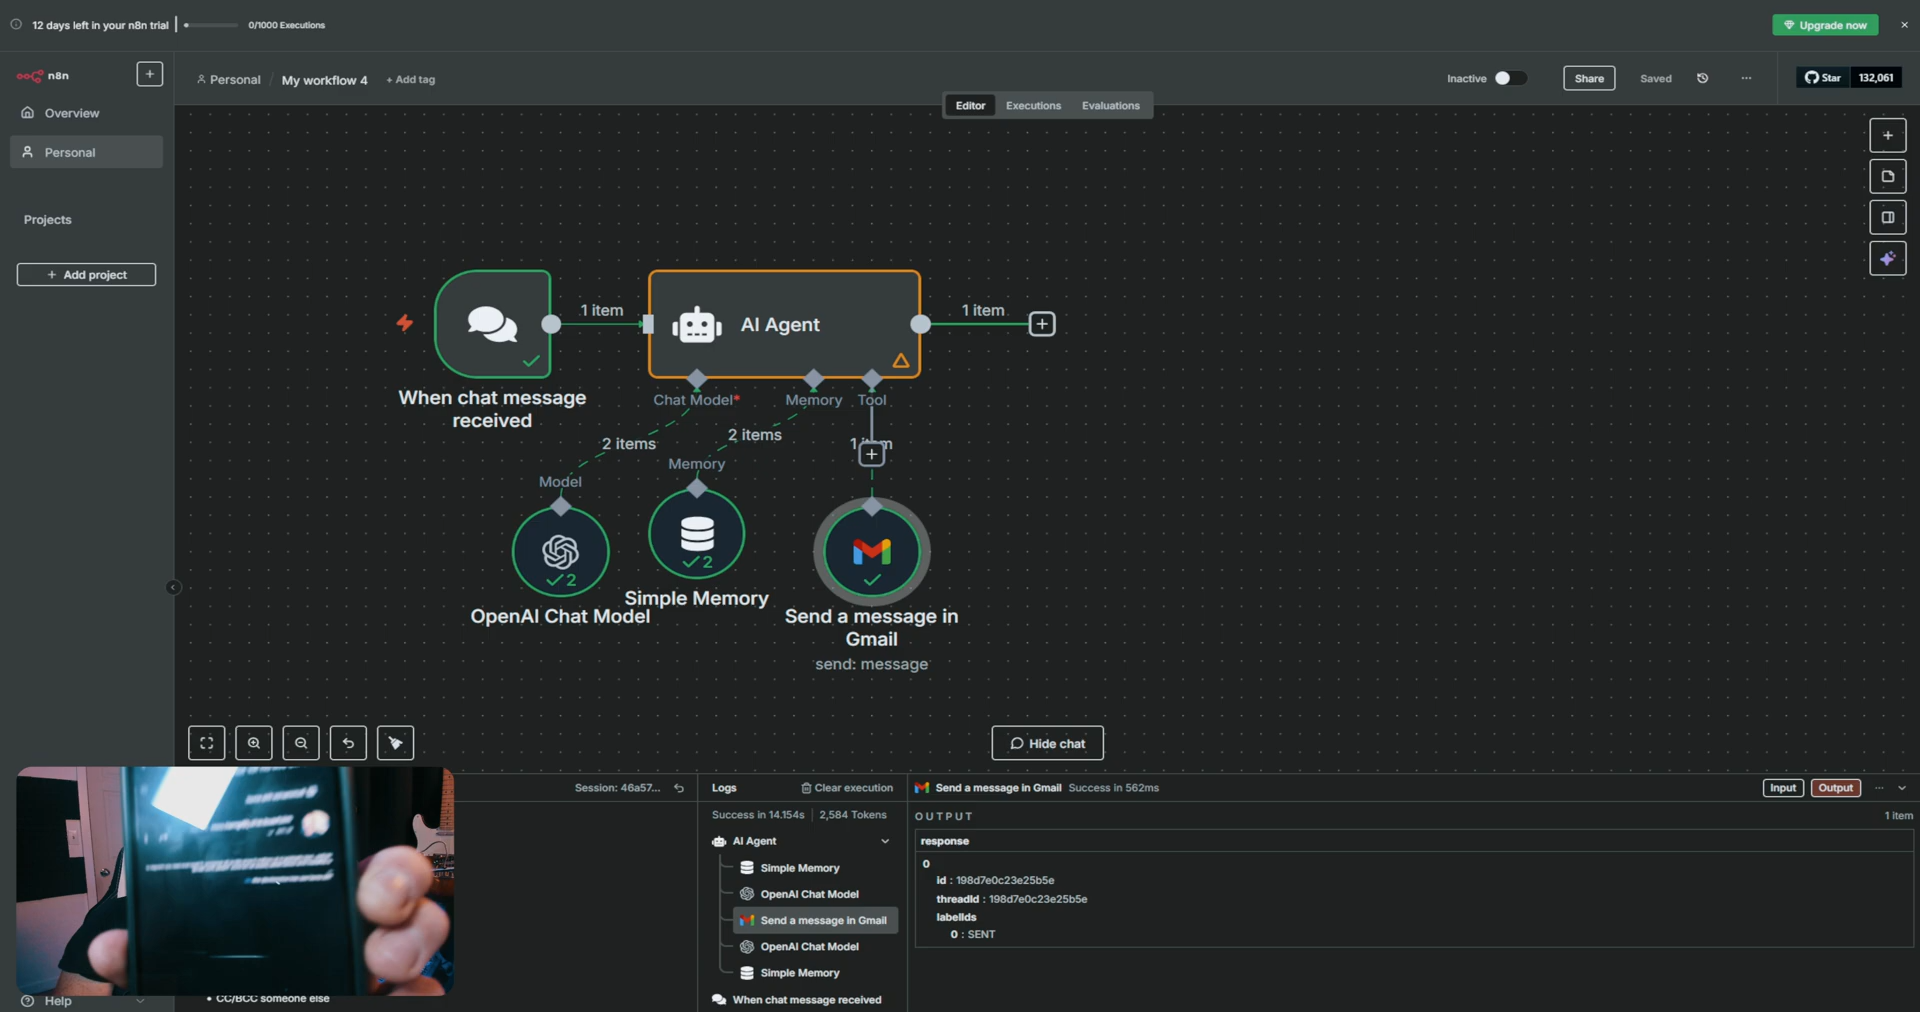 12 days left in your n8n trial
0/1000 Executions
Upgrade now
n8n
Overview
Personal
Projects
Add project
Help
Personal / My workflow 4
+ Add tag
Inactive
Share
Saved
Star 132,061
Editor
Executions
Evaluations
1 item
AI Agent
1 item
When chat message
received
Chat Model*
Memory
Tool
2 items
2 items
Model
Memory
2
2
OpenAI Chat Model
Simple Memory
Send a message in
Gmail
send: message
Hide chat
Session: 46a57...
• CC/BCC someone else
Logs
Clear execution
Success in 14.154s | 2,584 Tokens
AI Agent
Simple Memory
OpenAI Chat Model
Send a message in Gmail
OpenAI Chat Model
Simple Memory
When chat message received
Send a message in Gmail Success in 562ms
Input
Output
OUTPUT
1 item
response
0
id : 198d7e0c23e25b5e
threadId : 198d7e0c23e25b5e
labelIds
0 : SENT